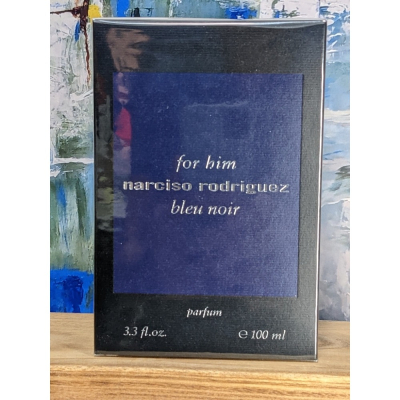 for him
narciso rodriguez
bleu noir
parfum
3.3 fl.oz. ℮ 100 ml